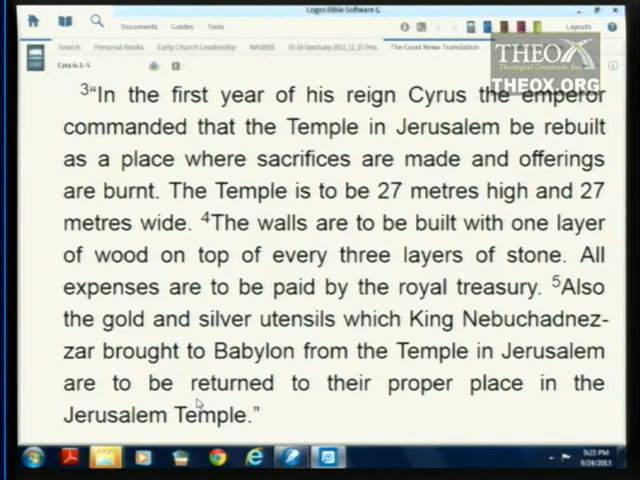 Logos Bible Software 5
Documents Guides Tools
Layouts
Search Personal Books Early Church Leadership NASB95 The Good News Translation
THEOX
Theological Crossroads, Inc.
THEOX.ORG
Ezra 6:3-5
3“In the first year of his reign Cyrus the emperor
commanded that the Temple in Jerusalem be rebuilt
as a place where sacrifices are made and offerings
are burnt. The Temple is to be 27 metres high and 27
metres wide. 4The walls are to be built with one layer
of wood on top of every three layers of stone. All
expenses are to be paid by the royal treasury. 5Also
the gold and silver utensils which King Nebuchadnez-
zar brought to Babylon from the Temple in Jerusalem
are to be returned to their proper place in the
Jerusalem Temple.”
9:23 PM
9/24/2013